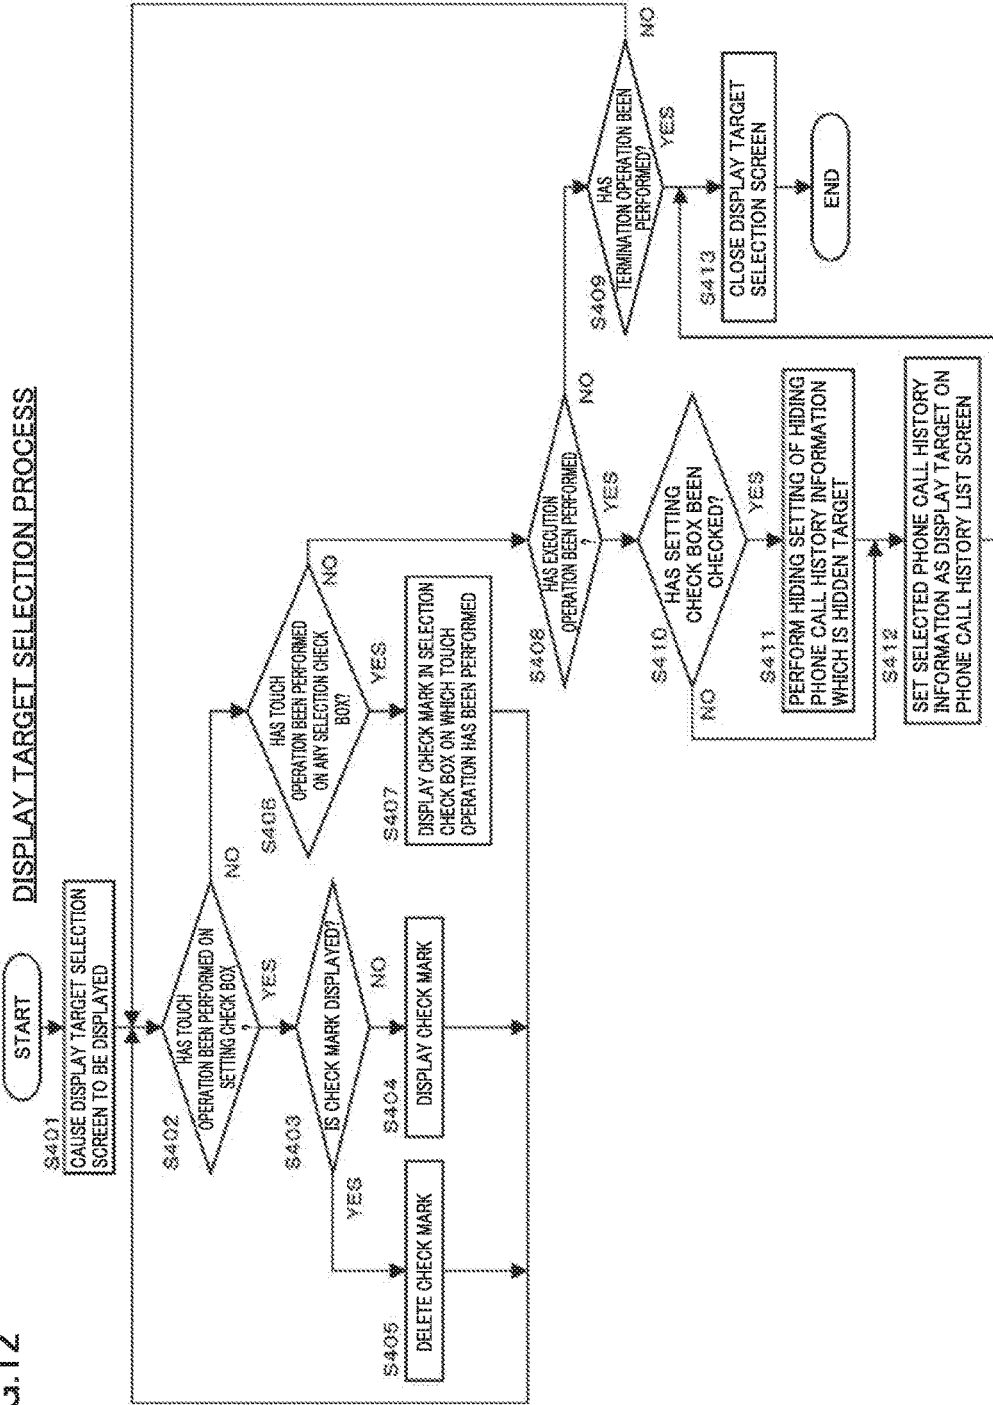 G.12
DISPLAY TARGET SELECTION PROCESS
START
S401
CAUSE DISPLAY TARGET SELECTION
SCREEN TO BE DISPLAYED
S402
HAS TOUCH
OPERATION BEEN PERFORMED ON
SETTING CHECK BOX
?
NO
YES
S403
IS CHECK MARK DISPLAYED?
YES
NO
S405
DELETE CHECK MARK
S404
DISPLAY CHECK MARK
S406
HAS TOUCH
OPERATION BEEN PERFORMED
ON ANY SELECTION CHECK
BOX?
NO
YES
S407
DISPLAY CHECK MARK IN SELECTION
CHECK BOX ON WHICH TOUCH
OPERATION HAS BEEN PERFORMED
S408
HAS EXECUTION
OPERATION BEEN PERFORMED
?
NO
YES
S410
HAS SETTING
CHECK BOX BEEN
CHECKED?
NO
YES
S411
PERFORM HIDING SETTING OF HIDING
PHONE CALL HISTORY INFORMATION
WHICH IS HIDDEN TARGET
S412
SET SELECTED PHONE CALL HISTORY
INFORMATION AS DISPLAY TARGET ON
PHONE CALL HISTORY LIST SCREEN
S409
HAS
TERMINATION OPERATION BEEN
PERFORMED?
NO
YES
S413
CLOSE DISPLAY TARGET
SELECTION SCREEN
END